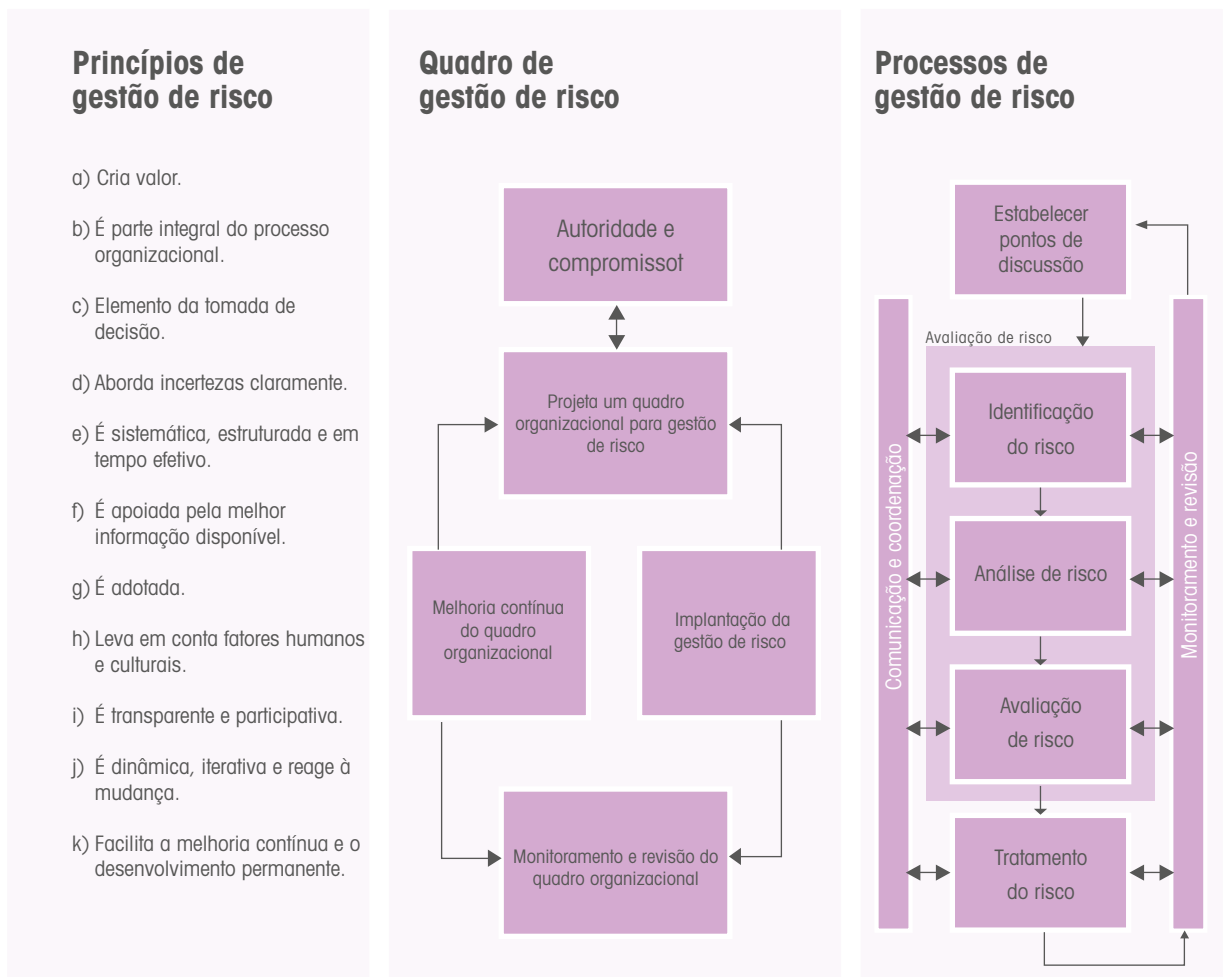 Princípios de
gestão de risco
a) Cria valor.
b) É parte integral do processo
organizacional.
c) Elemento da tomada de
decisão.
d) Aborda incertezas claramente.
e) É sistemática, estruturada e em
tempo efetivo.
f) É apoiada pela melhor
informação disponível.
g) É adotada.
h) Leva em conta fatores humanos
e culturais.
i) É transparente e participativa.
j) É dinâmica, iterativa e reage à
mudança.
k) Facilita a melhoria contínua e o
desenvolvimento permanente.
Quadro de
gestão de risco
Autoridade e
compromissot
Projeta um quadro
organizacional para gestão
de risco
Melhoria contínua
do quadro
organizacional
Implantação da
gestão de risco
Monitoramento e revisão do
quadro organizacional
Processos de
gestão de risco
Estabelecer
pontos de
discussão
Avaliação de risco
Comunicação e coordenação
Identificação
do risco
Análise de risco
Avaliação
de risco
Tratamento
do risco
Monitoramento e revisão